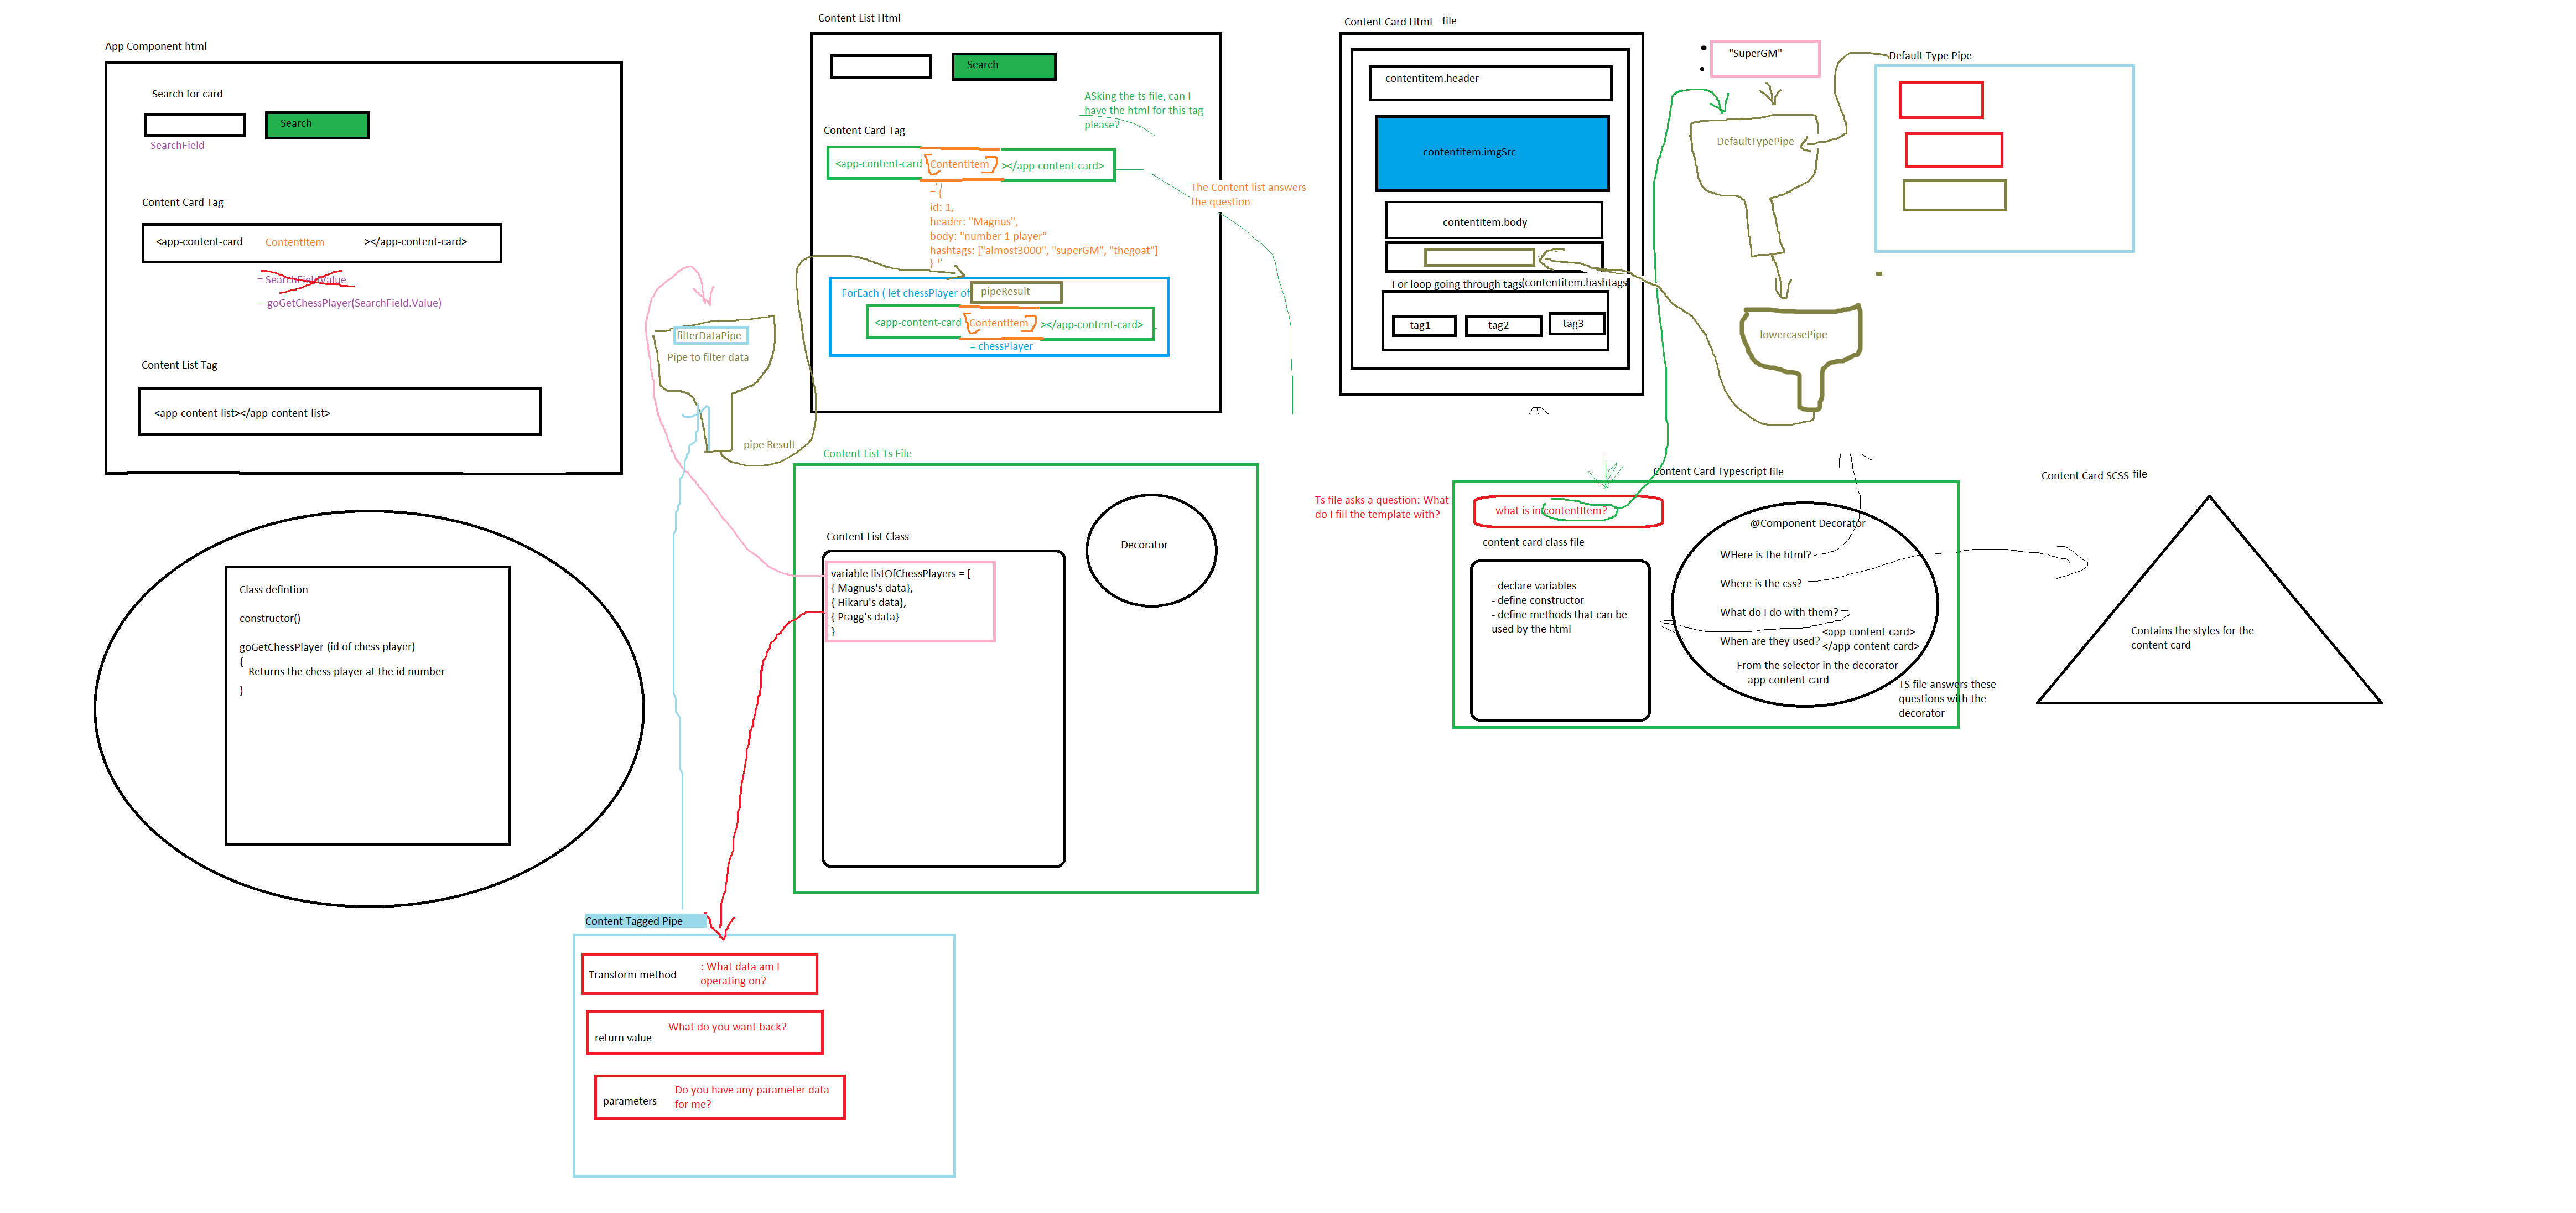 App Component html
Search for card
Search
SearchField
Content Card Tag
<app-content-card ContentItem ></app-content-card>
= SearchFieldValue
= goGetChessPlayer(SearchField.Value)
Content List Tag
<app-content-list></app-content-list>
Class defintion
constructor()
goGetChessPlayer (id of chess player)
{
Returns the chess player at the id number
}
filterDataPipe
Pipe to filter data
pipe Result
Content List Html
Search
ASking the ts file, can I
have the html for this tag
please?
Content Card Tag
<app-content-card [ContentItem] ></app-content-card>
The Content list answers
the question
= {
id: 1,
header: "Magnus",
body: "number 1 player"
hashtags: ["almost3000", "superGM", "thegoat"]
}
ForEach ( let chessPlayer of pipeResult
<app-content-card [ContentItem] ></app-content-card>
= chessPlayer
Content List Ts File
Content List Class
variable listOfChessPlayers = [
{ Magnus's data},
{ Hikaru's data},
{ Pragg's data}
}
Decorator
Content Tagged Pipe
Transform method : What data am I
operating on?
return value What do you want back?
parameters Do you have any parameter data
for me?
Content Card Html file
contentitem.header
contentitem.imgSrc
contentItem.body
For loop going through tags(contentitem.hashtags
tag1 tag2 tag3
"SuperGM"
DefaultTypePipe
lowercasePipe
Default Type Pipe
Content Card Typescript file
Ts file asks a question: What
do I fill the template with?
what is in contentItem?
content card class file
- declare variables
- define constructor
- define methods that can be
used by the html
@Component Decorator
WHere is the html?
Where is the css?
What do I do with them?
When are they used? <app-content-card>
</app-content-card>
From the selector in the decorator
app-content-card
TS file answers these
questions with the
decorator
Content Card SCSS file
Contains the styles for the
content card